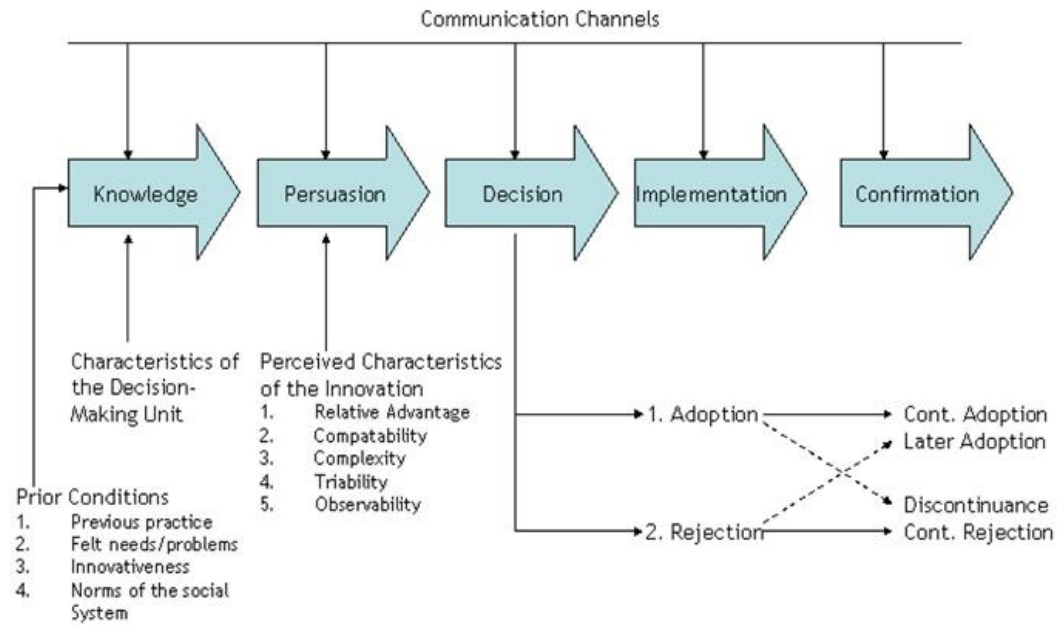 Communication Channels
Knowledge
Persuasion
Decision
Implementation
Confirmation
Characteristics of
the Decision-
Making Unit
Perceived Characteristics
of the Innovation
1. Relative Advantage
2. Compatability
3. Complexity
4. Triability
5. Observability
Prior Conditions
1. Previous practice
2. Felt needs/problems
3. Innovativeness
4. Norms of the social
System
1. Adoption
2. Rejection
Cont. Adoption
Later Adoption
Discontinuance
Cont. Rejection